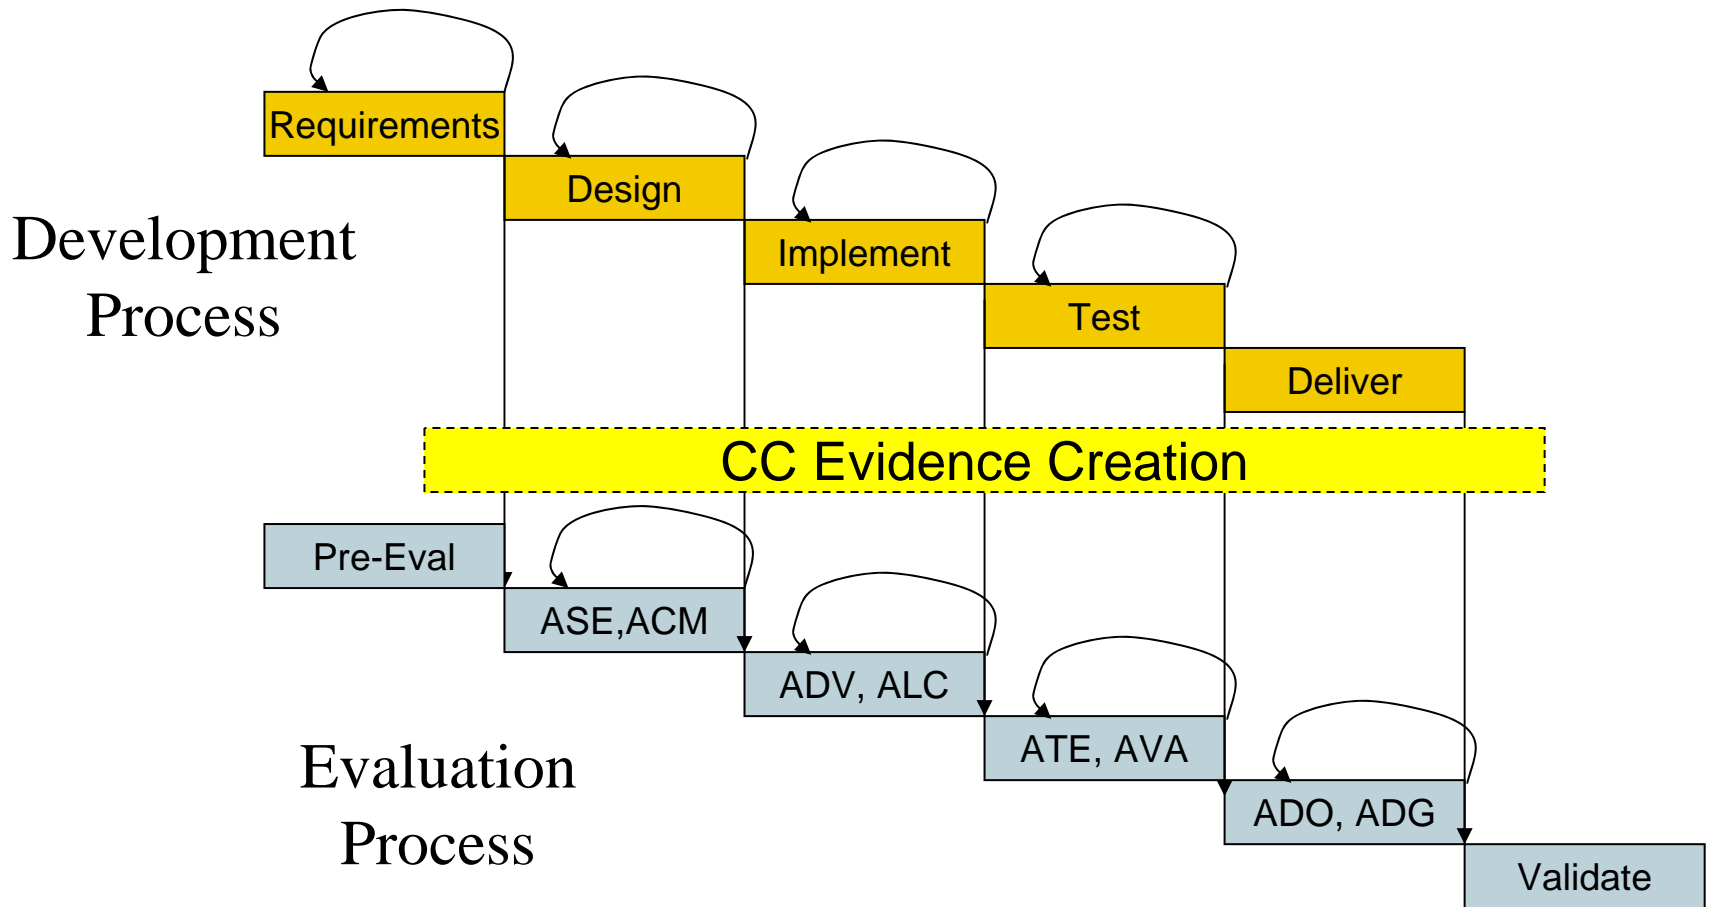 Requirements
Design
Implement
Test
Deliver
Development
Process
CC Evidence Creation
Pre-Eval
ASE,ACM
ADV, ALC
ATE, AVA
ADO, ADG
Validate
Evaluation
Process